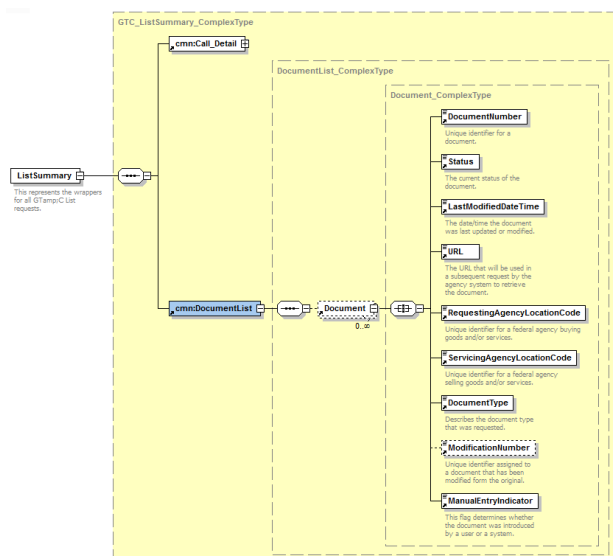 GTC_ListSummary_ComplexType
cmn:Call_Detail
DocumentList_ComplexType
Document_ComplexType
DocumentNumber
Unique identifier for a
document.
Status
The current status of the
document.
LastModifiedDateTime
The date/time the document
was last updated or modified.
ListSummary
This represents the wrappers
for all GTamp;C List
requests.
URL
The URL that will be used in
a subsequent request by the
agency system to retrieve
the document.
cmn:DocumentList
Document
0..∞
RequestingAgencyLocationCode
Unique identifier for a federal agency buying
goods and/or services.
ServicingAgencyLocationCode
Unique identifier for a federal agency
selling goods and/or services.
DocumentType
Describes the document type
that was requested.
ModificationNumber
Unique identifier assigned to
a document that has been
modified form the original.
ManualEntryIndicator
This flag determines whether
the document was introduced
by a user or a system.